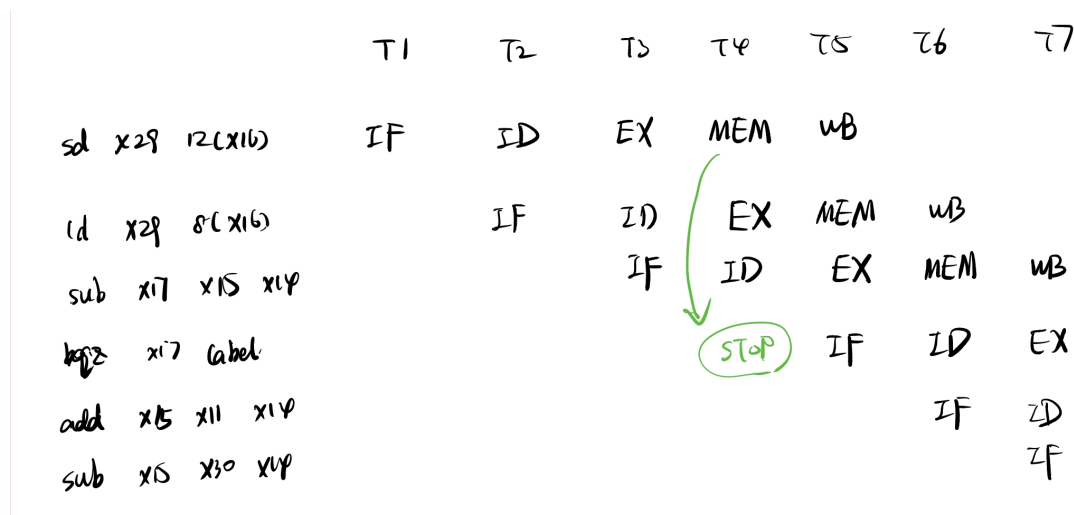 T1 T2 T3 T4 T5 T6 T7
sd x29 12(x16) IF ID EX MEM WB
ld x29 8(x16) IF ID EX MEM WB
sub x17 x15 x14 IF ID EX MEM WB
beqz x17 label STOP IF ID EX
add x15 x11 x14 IF ID
sub x15 x30 x14 IF